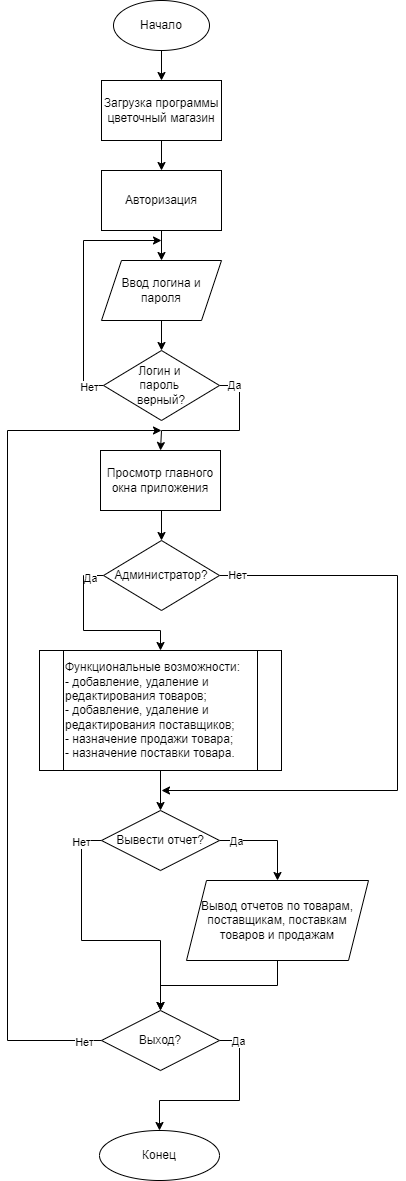 Начало
Загрузка программы
цветочный магазин
Авторизация
Ввод логина и
пароля
Логин и
пароль
верный?
Нет
Да
Просмотр главного
окна приложения
Администратор?
Да
Нет
Функциональные возможности:
- добавление, удаление и
редактирования товаров;
- добавление, удаление и
редактирования поставщиков;
- назначение продажи товара;
- назначение поставки товара.
Вывести отчет?
Нет
Да
Вывод отчетов по товарам,
поставщикам, поставкам
товаров и продажам
Выход?
Нет
Да
Конец